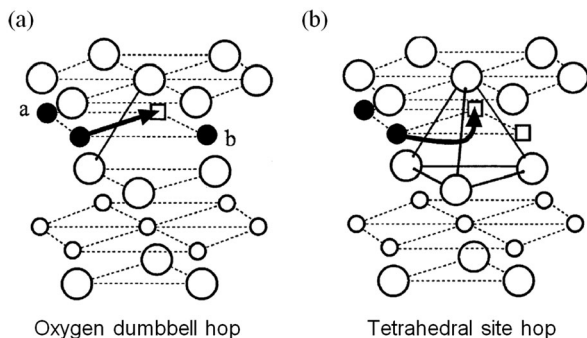 (a)
(b)
a
b
Oxygen dumbbell hop
Tetrahedral site hop